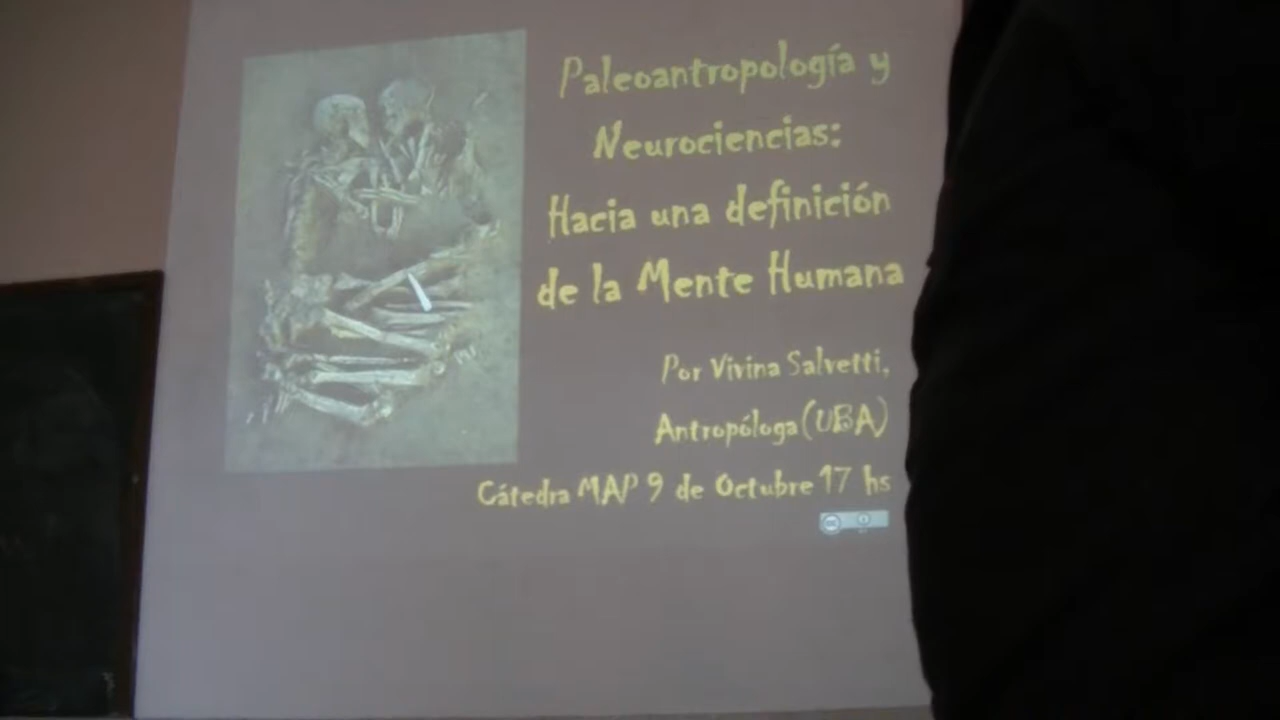 Paleoantropología y
Neurociencias:
Hacia una definición
de la Mente Humana
Por Vivina Salvetti,
Antropóloga (UBA)
Cátedra MAP 9 de Octubre 17 hs